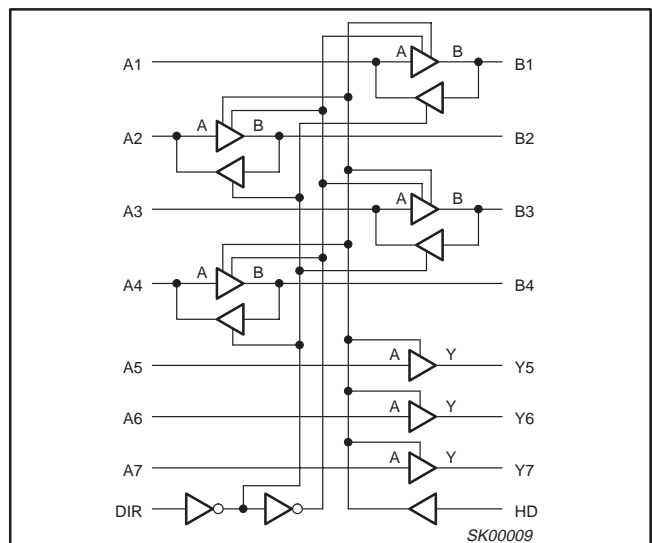 A1 A B B1
A2 A B B2
A3 A B B3
A4 A B B4
A5 A Y Y5
A6 A Y Y6
A7 A Y Y7
DIR HD
SK00009